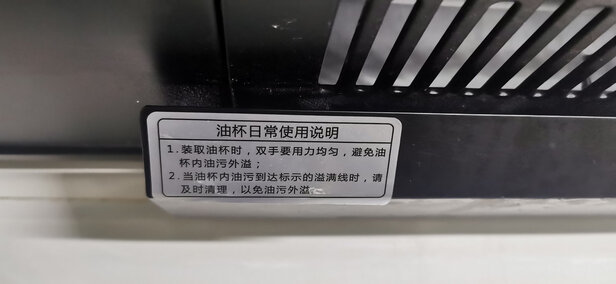 油杯日常使用说明
1.装取油杯时，双手要用力均匀，避免油
杯内油污外溢；
2.当油杯内油污到达标示的溢满线时，请
及时清理，以免油污外溢。